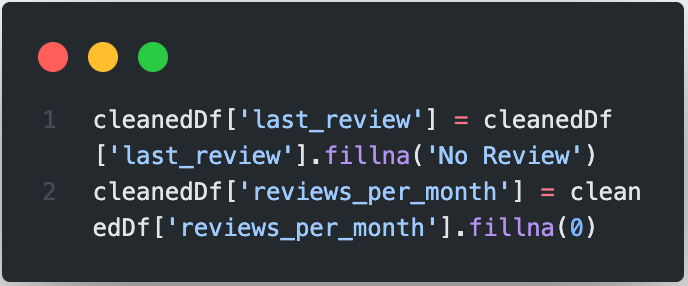 1 cleanedDf['last_review'] = cleanedDf
['last_review'].fillna('No Review')
2 cleanedDf['reviews_per_month'] = clean
edDf['reviews_per_month'].fillna(0)